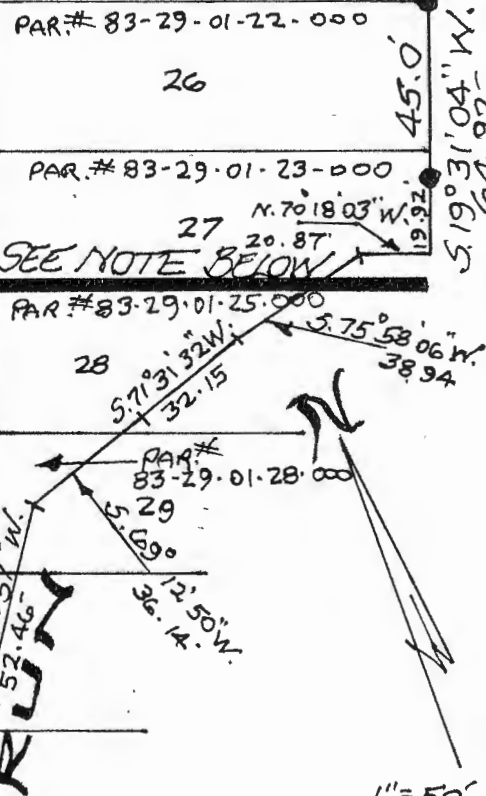 PAR.# 83-29-01-22-000
26
45.0'
S.19°31'04"W.
PAR.# 83-29-01-23-000
27
N.70°18'03"W.
20.87'
19.92'
SEE NOTE BELOW
PAR.# 83-29-01-25.000
28
S.71°31'32W.
32.15
S.75°58'06"W.
38.94
N
PAR.#
83-29-01-28-000
29
S.69°
12'50"W.
36.14
W.
52.46
RUN
1"=50'